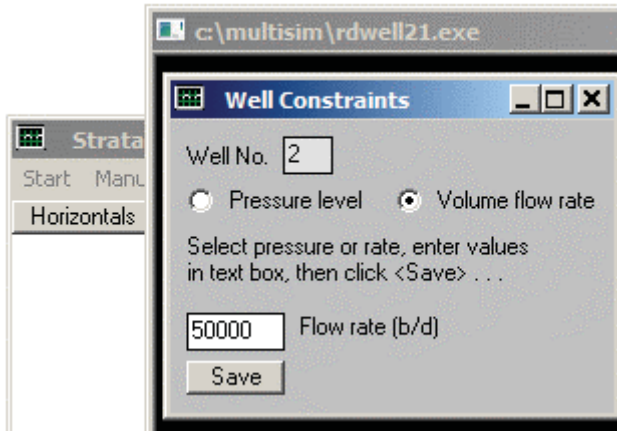 c:\multisim\rdwell21.exe
Well Constraints
Strata
Well No. 2
Start Manu
Pressure level Volume flow rate
Horizontals
Select pressure or rate, enter values
in text box, then click <Save> . . .
50000 Flow rate (b/d)
Save